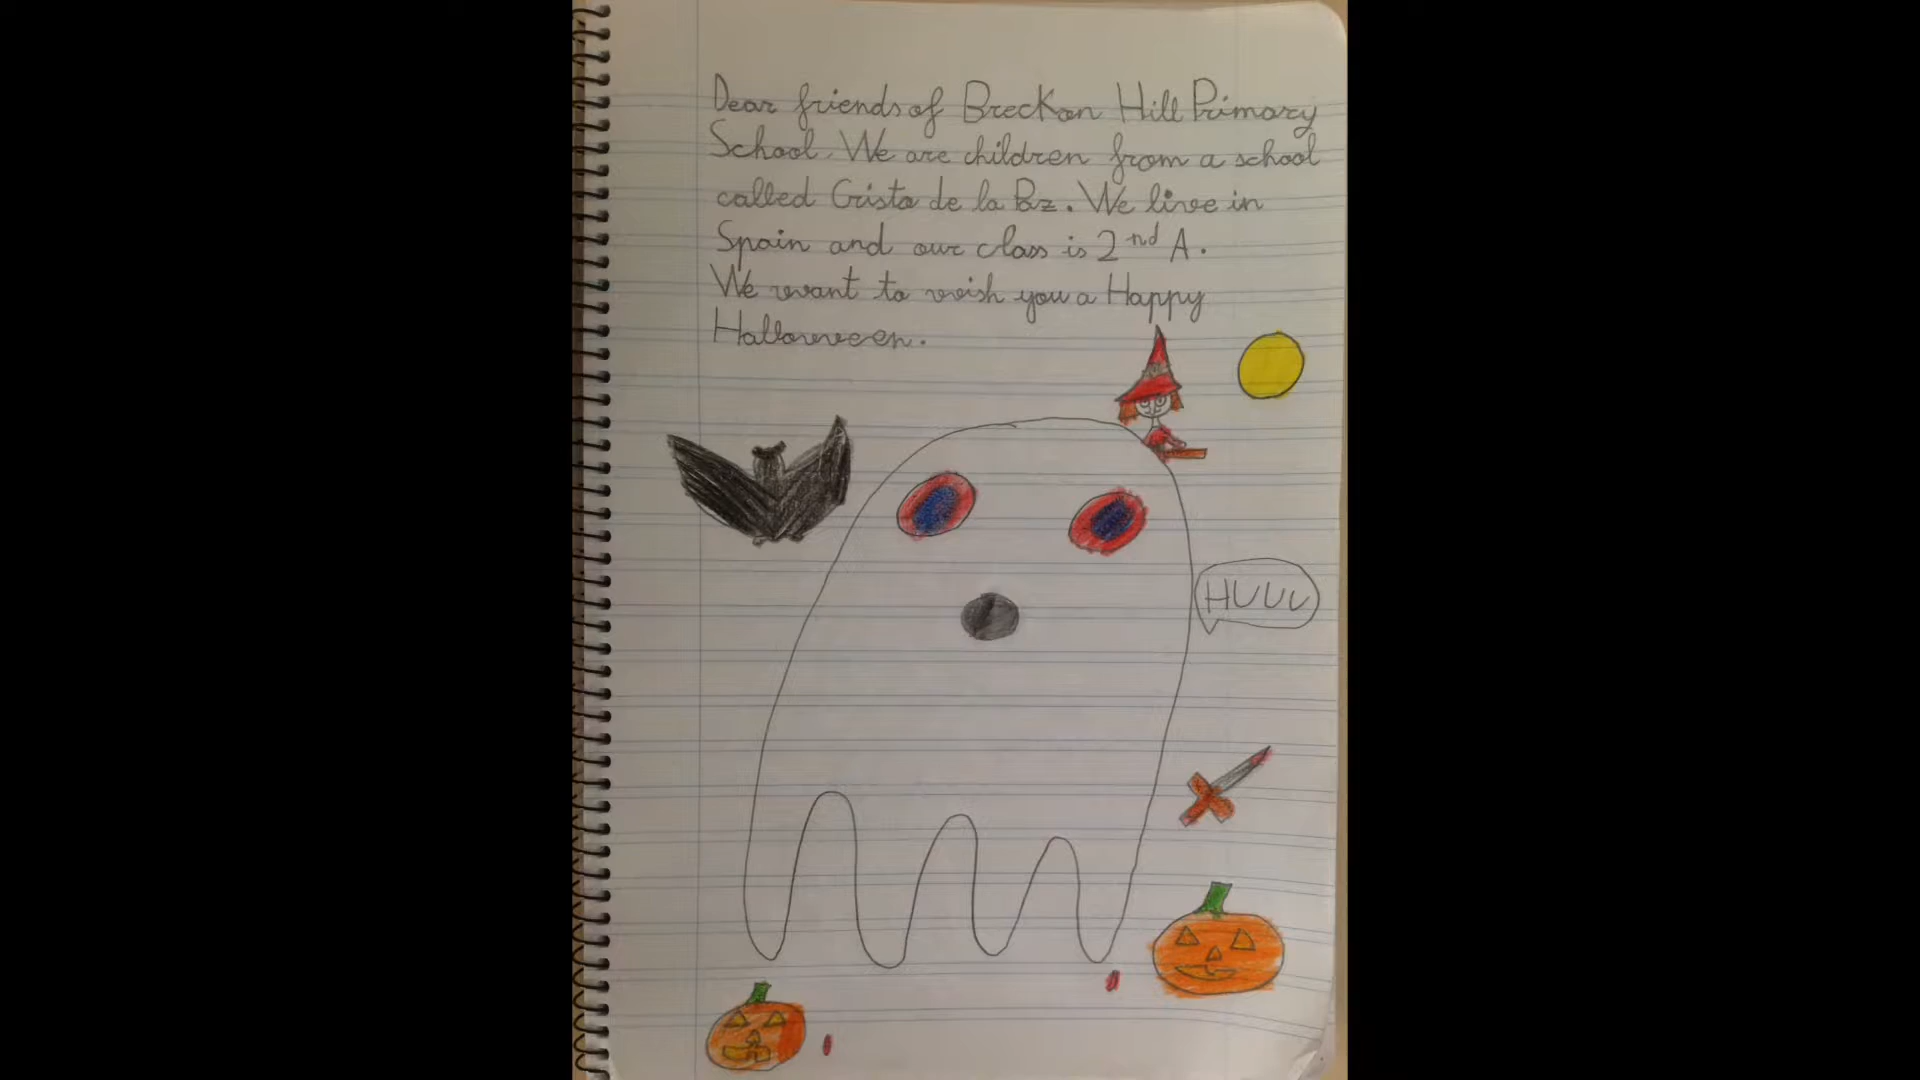 Dear friends of Breckon Hill Primary
School. We are children from a school
called Cristo de la Paz. We live in
Spain and our class is 2nd A.
We want to wish you a Happy
Halloween.
HUUU